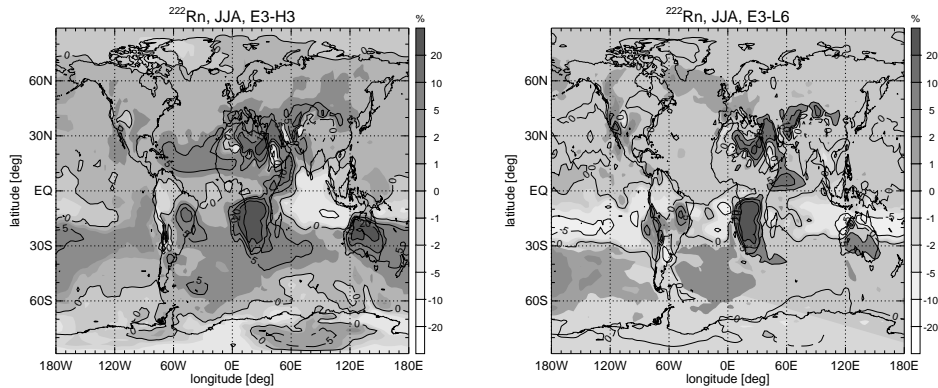 ²²²Rn, JJA, E3-H3
%
20
10
5
2
1
0
-1
-2
-5
-10
-20
60N
30N
EQ
30S
60S
latitude [deg]
180W 120W 60W 0E 60E 120E 180E
longitude [deg]
²²²Rn, JJA, E3-L6
%
20
10
5
2
1
0
-1
-2
-5
-10
-20
60N
30N
EQ
30S
60S
latitude [deg]
180W 120W 60W 0E 60E 120E 180E
longitude [deg]